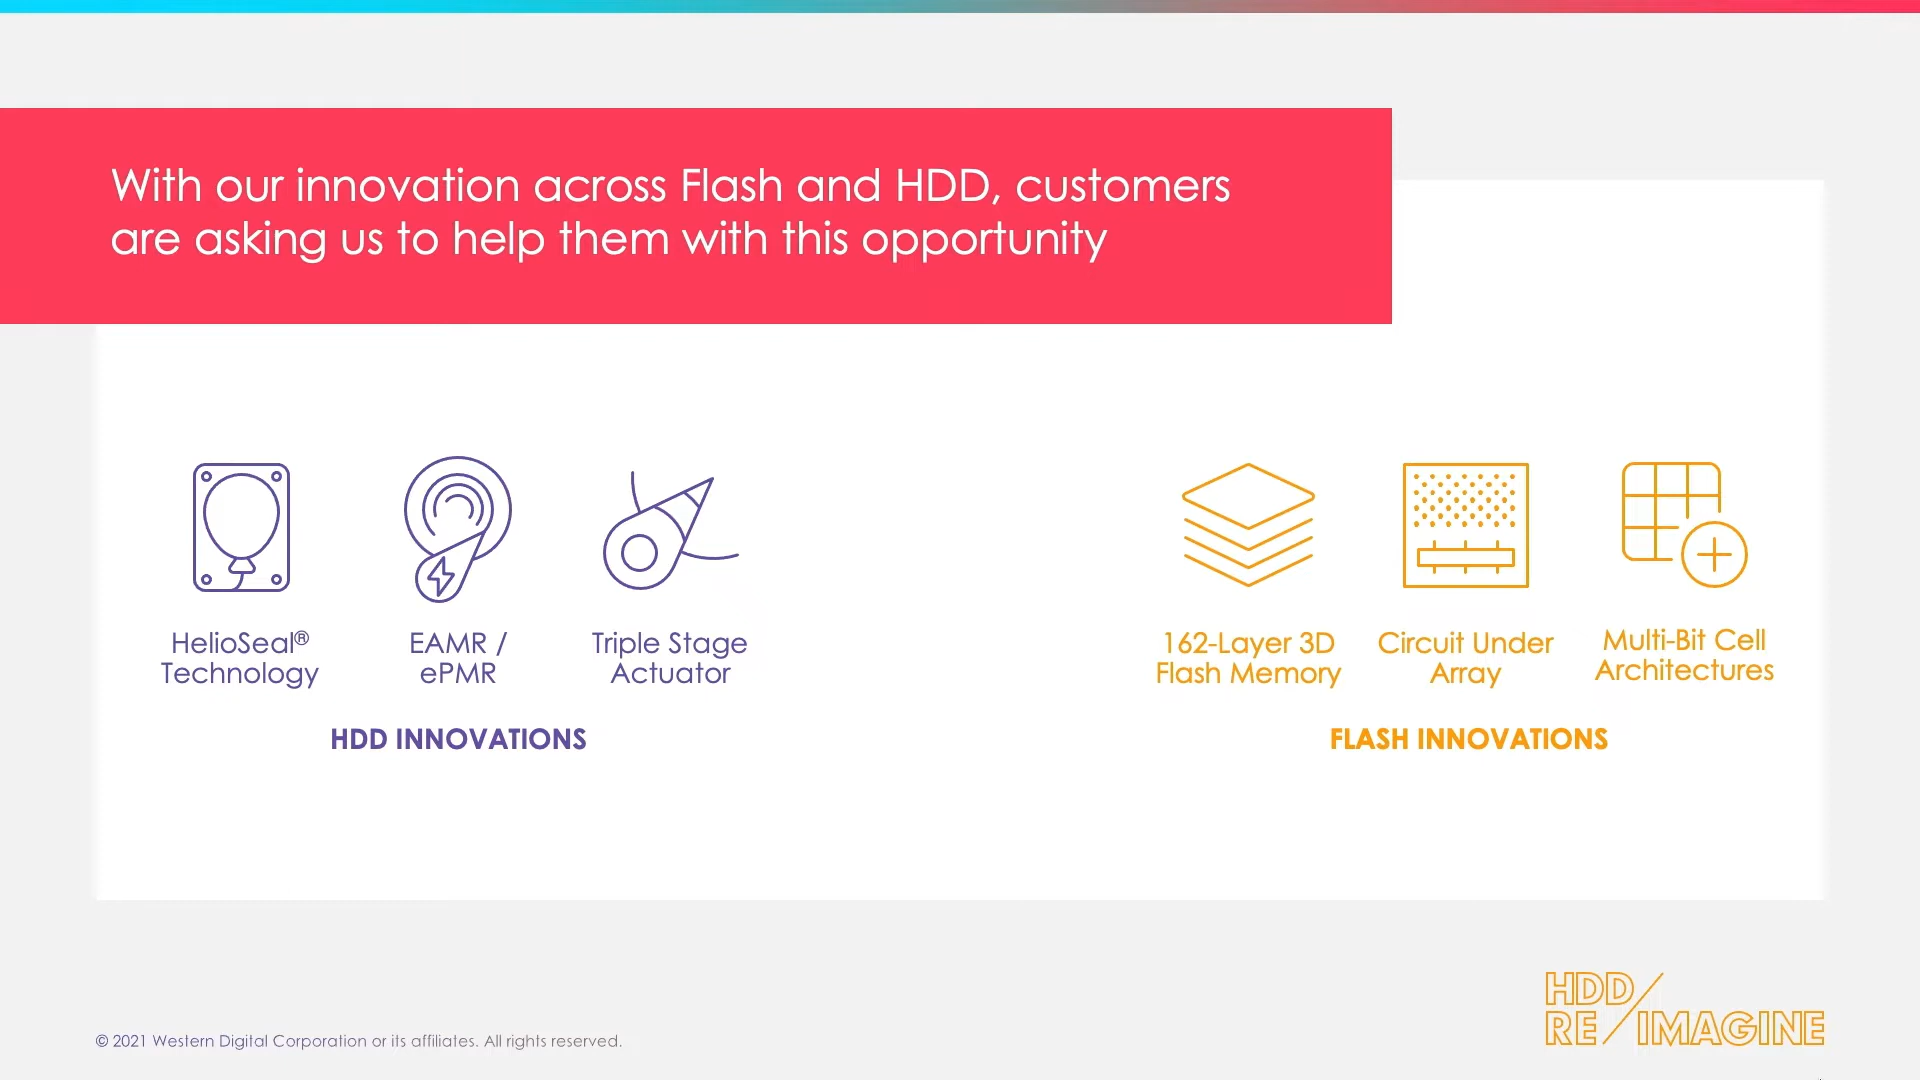 With our innovation across Flash and HDD, customers
are asking us to help them with this opportunity
HelioSeal®
Technology
EAMR /
ePMR
Triple Stage
Actuator
HDD INNOVATIONS
162-Layer 3D
Flash Memory
Circuit Under
Array
Multi-Bit Cell
Architectures
FLASH INNOVATIONS
HDD/
RE/IMAGINE
© 2021 Western Digital Corporation or its affiliates. All rights reserved.